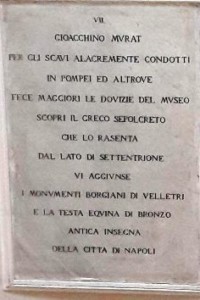 VII
GIOACCHINO MVRAT
PER GLI SCAVI ALACREMENTE CONDOTTI
IN POMPEI ED ALTROVE
FECE MAGGIORI LE DOVIZIE DEL MVSEO
SCOPRI IL GRECO SEPOLCRETO
CHE LO RASENTA
DAL LATO DI SETTENTRIONE
VI AGGIVNSE
I MONVMENTI BORGIANI DI VELLETRI
E LA TESTA EQVINA DI BRONZO
ANTICA INSEGNA
DELLA CITTA DI NAPOLI